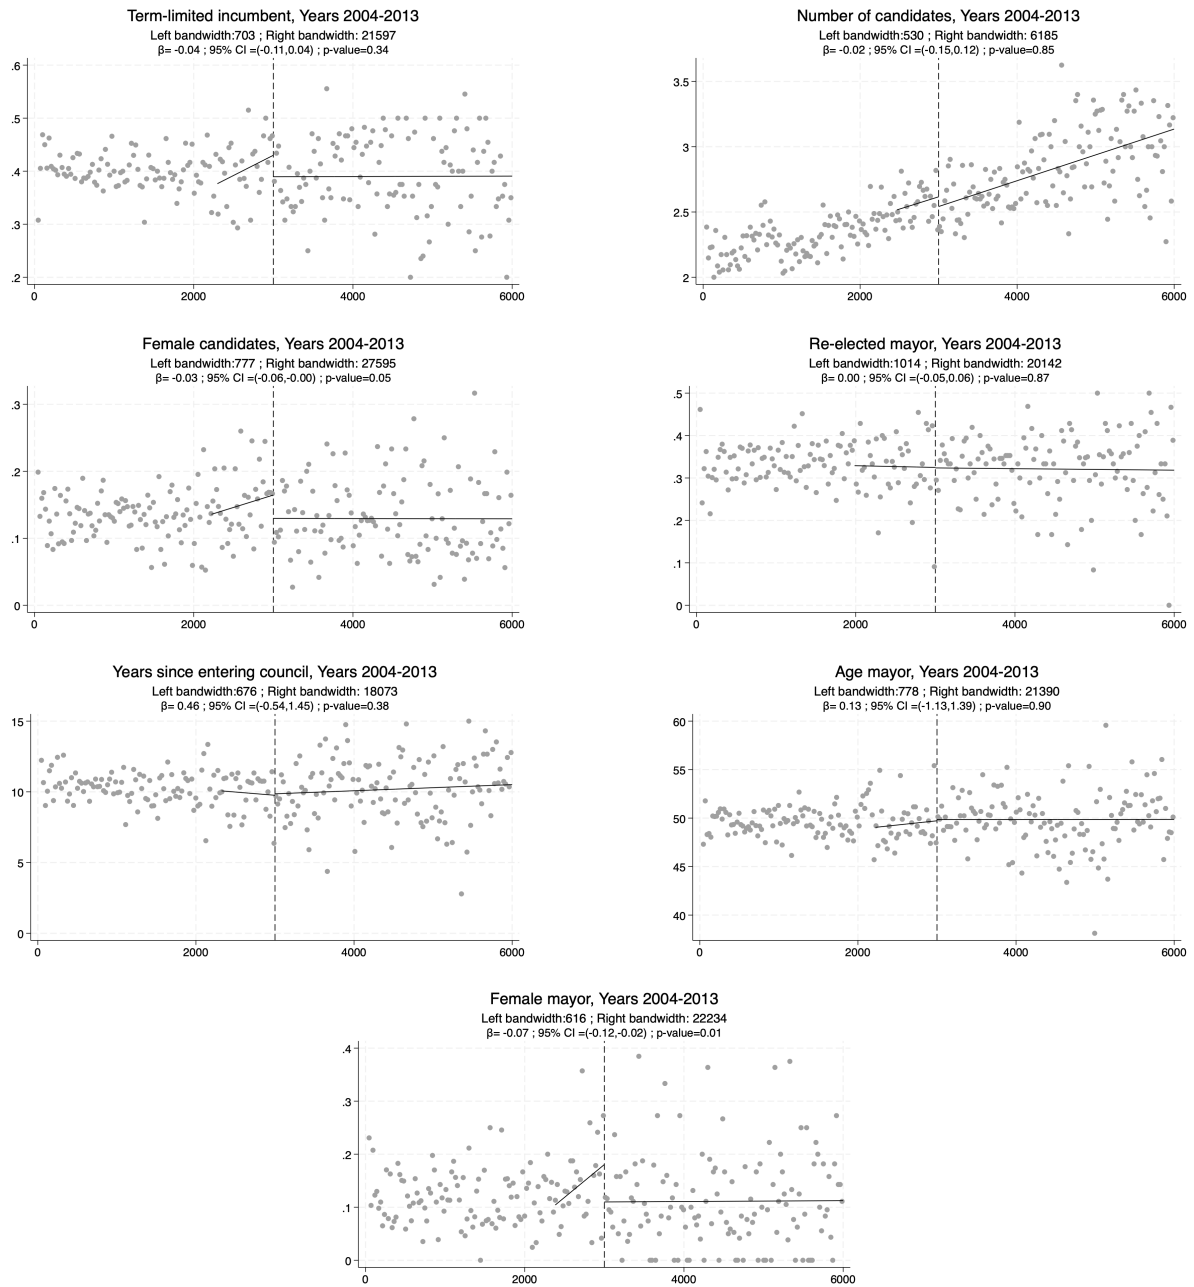 Term-limited incumbent, Years 2004-2013
Left bandwidth:703 ; Right bandwidth: 21597
β= -0.04 ; 95% CI =(-0.11,0.04) ; p-value=0.34
.6
.5
.4
.3
.2
0
2000
4000
6000
Number of candidates, Years 2004-2013
Left bandwidth:530 ; Right bandwidth: 6185
β= -0.02 ; 95% CI =(-0.15,0.12) ; p-value=0.85
3.5
3
2.5
2
0
2000
4000
6000
Female candidates, Years 2004-2013
Left bandwidth:777 ; Right bandwidth: 27595
β= -0.03 ; 95% CI =(-0.06,-0.00) ; p-value=0.05
.3
.2
.1
0
0
2000
4000
6000
Re-elected mayor, Years 2004-2013
Left bandwidth:1014 ; Right bandwidth: 20142
β= 0.00 ; 95% CI =(-0.05,0.06) ; p-value=0.87
.5
.4
.3
.2
.1
0
0
2000
4000
6000
Years since entering council, Years 2004-2013
Left bandwidth:676 ; Right bandwidth: 18073
β= 0.46 ; 95% CI =(-0.54,1.45) ; p-value=0.38
15
10
5
0
0
2000
4000
6000
Age mayor, Years 2004-2013
Left bandwidth:778 ; Right bandwidth: 21390
β= 0.13 ; 95% CI =(-1.13,1.39) ; p-value=0.90
60
55
50
45
40
0
2000
4000
6000
Female mayor, Years 2004-2013
Left bandwidth:616 ; Right bandwidth: 22234
β= -0.07 ; 95% CI =(-0.12,-0.02) ; p-value=0.01
.4
.3
.2
.1
0
0
2000
4000
6000